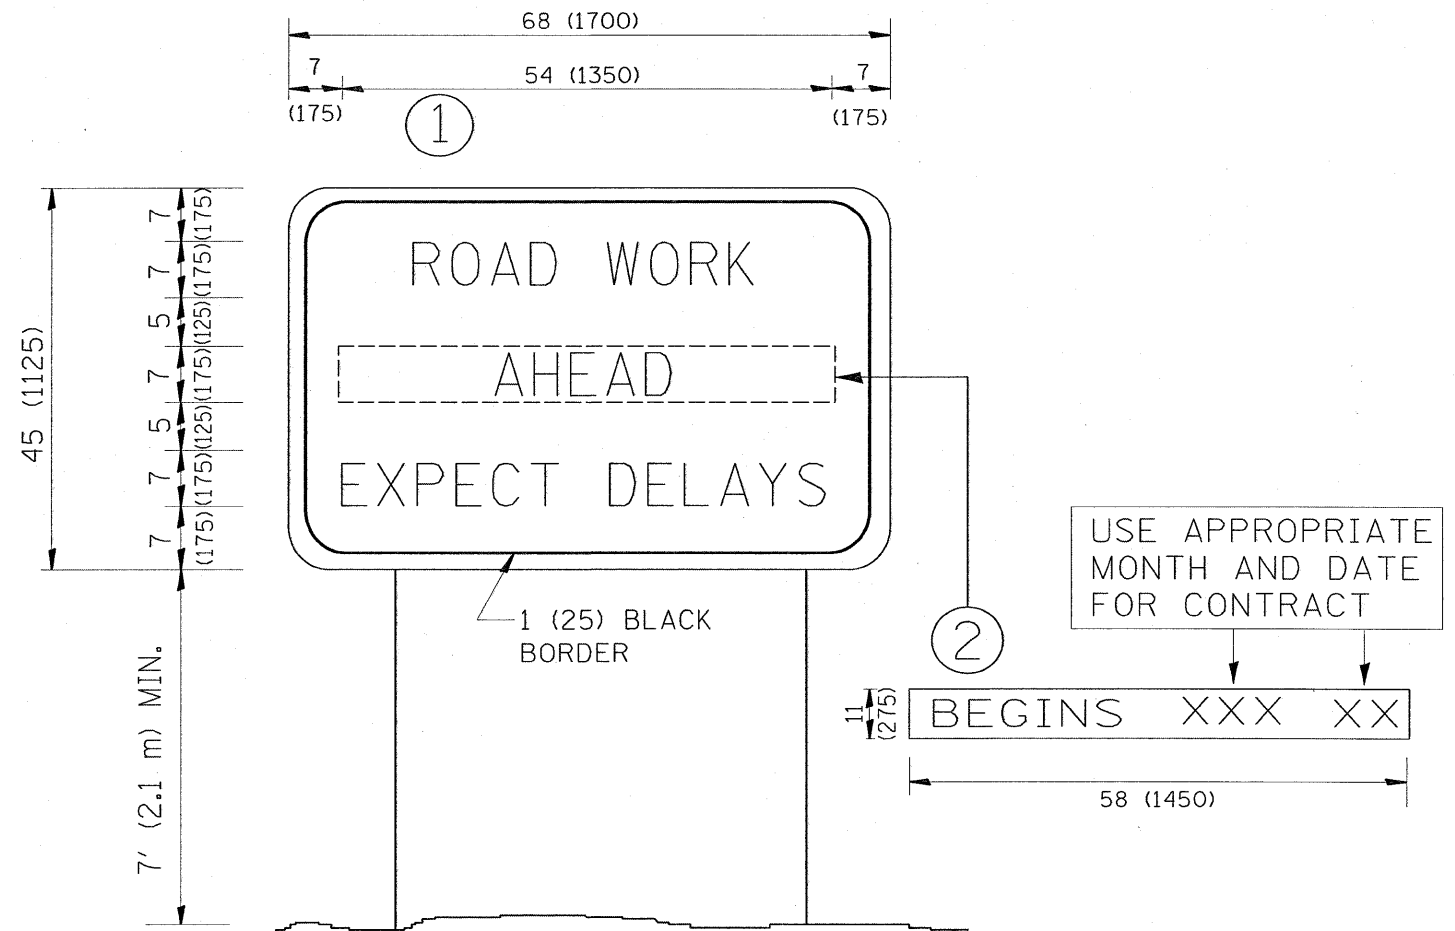 68 (1700)
7
54 (1350)
7
(175)
(175)
1
45 (1125)
7 (175)
7 (175)
5 (125)
7 (175)
5 (125)
7 (175)
7 (175)
ROAD WORK
AHEAD
EXPECT DELAYS
1 (25) BLACK
BORDER
7' (2.1 m) MIN.
2
USE APPROPRIATE
MONTH AND DATE
FOR CONTRACT
11
(275)
BEGINS XXX XX
58 (1450)